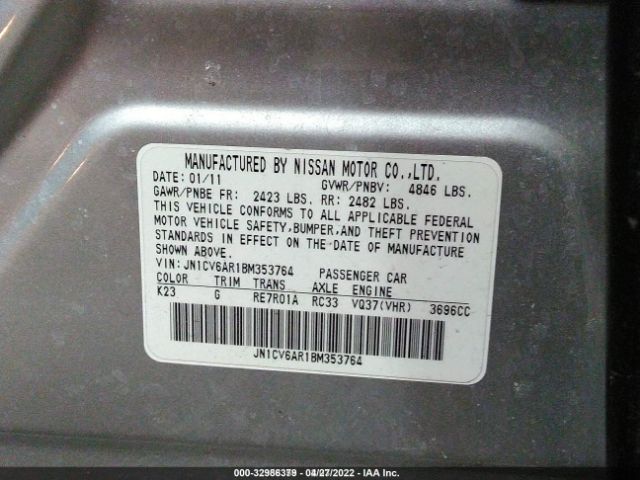 MANUFACTURED BY NISSAN MOTOR CO.,LTD.
DATE: 01/11 GVWR/PNBV: 4846 LBS.
GAWR/PNBE FR: 2423 LBS. RR: 2482 LBS.
THIS VEHICLE CONFORMS TO ALL APPLICABLE FEDERAL
MOTOR VEHICLE SAFETY,BUMPER,AND THEFT PREVENTION
STANDARDS IN EFFECT ON THE DATE OF MANUFACTURE
SHOWN ABOVE.
VIN: JN1CV6AR1BM353764 PASSENGER CAR
COLOR TRIM TRANS AXLE ENGINE
K23 G RE7R01A RC33 VQ37(VHR) 3696CC
JN1CV6AR1BM353764
04/27/2022 - IAA Inc.